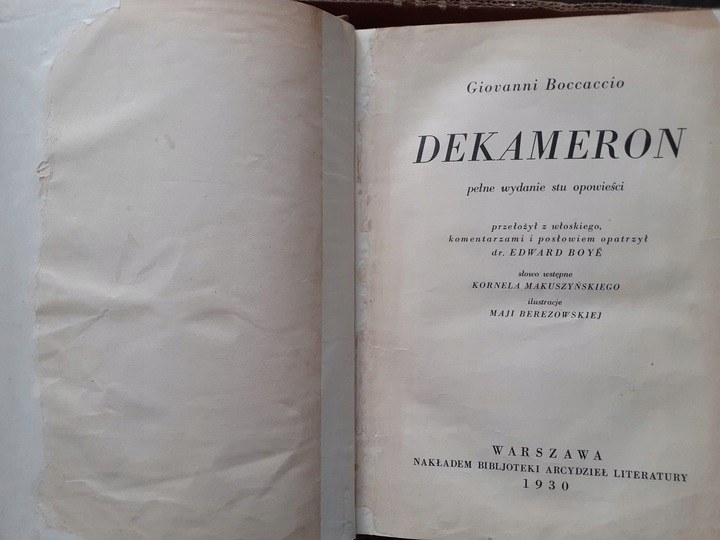 Giovanni Boccaccio
DEKAMERON
pełne wydanie stu opowieści
przełożył z włoskiego,
komentarzami i posłowiem opatrzył
dr. EDWARD BOYÉ
słowo wstępne
KORNELA MAKUSZYŃSKIEGO
ilustracje
MAJI BEREZOWSKIEJ
WARSZAWA
NAKŁADEM BIBLJOTEKI ARCYDZIEŁ LITERATURY
1930